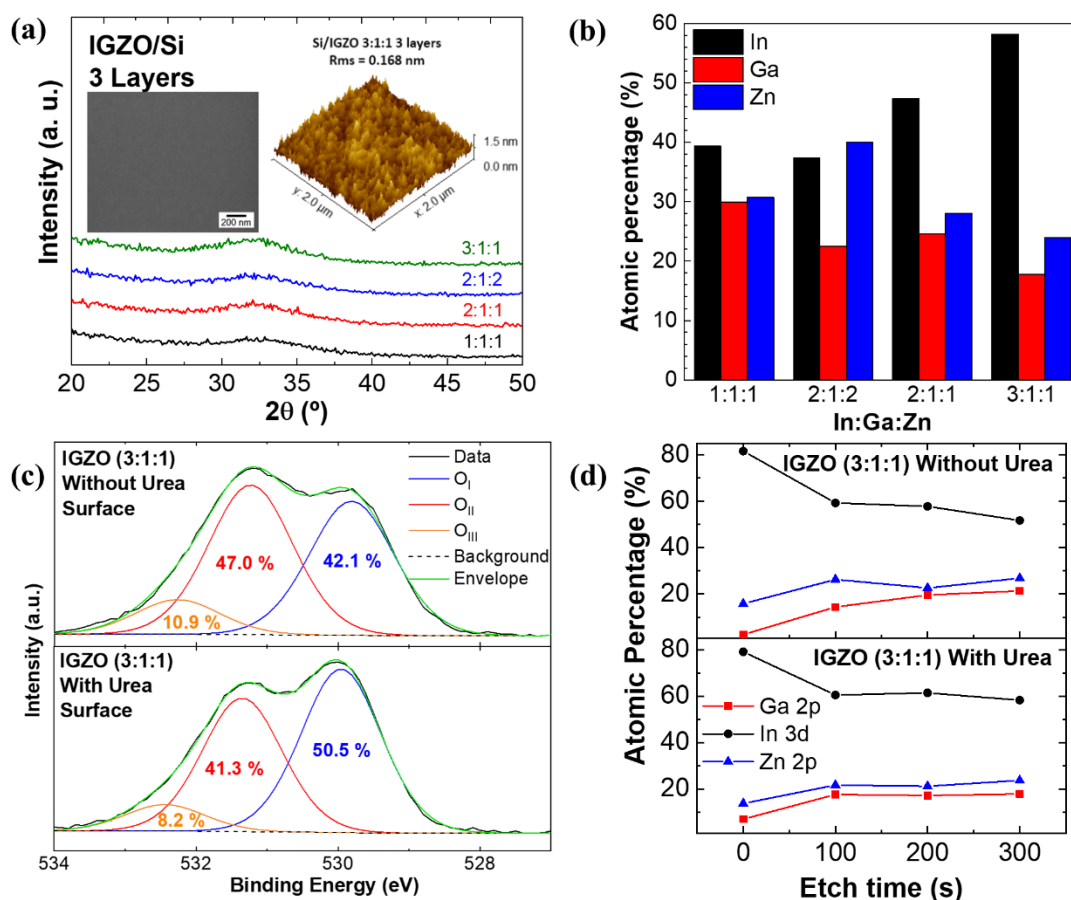 (a)
IGZO/Si
3 Layers
Si/IGZO 3:1:1 3 layers
Rms = 0.168 nm
1.5 nm
0.0 nm
y: 2.0 µm
x: 2.0 µm
200 nm
3:1:1
2:1:2
2:1:1
1:1:1
Intensity (a. u.)
20 25 30 35 40 45 50
2θ (º)
(b)
In
Ga
Zn
Atomic percentage (%)
60
50
40
30
20
10
0
1:1:1 2:1:2 2:1:1 3:1:1
In:Ga:Zn
(c)
IGZO (3:1:1)
Without Urea
Surface
Data
O_I
O_II
O_III
Background
Envelope
47.0 %
42.1 %
10.9 %
IGZO (3:1:1)
With Urea
Surface
50.5 %
41.3 %
8.2 %
Intensity (a.u.)
534 532 530 528
Binding Energy (eV)
(d)
IGZO (3:1:1) Without Urea
80
60
40
20
IGZO (3:1:1) With Urea
80
60
40
20
Ga 2p
In 3d
Zn 2p
Atomic Percentage (%)
0 100 200 300
Etch time (s)